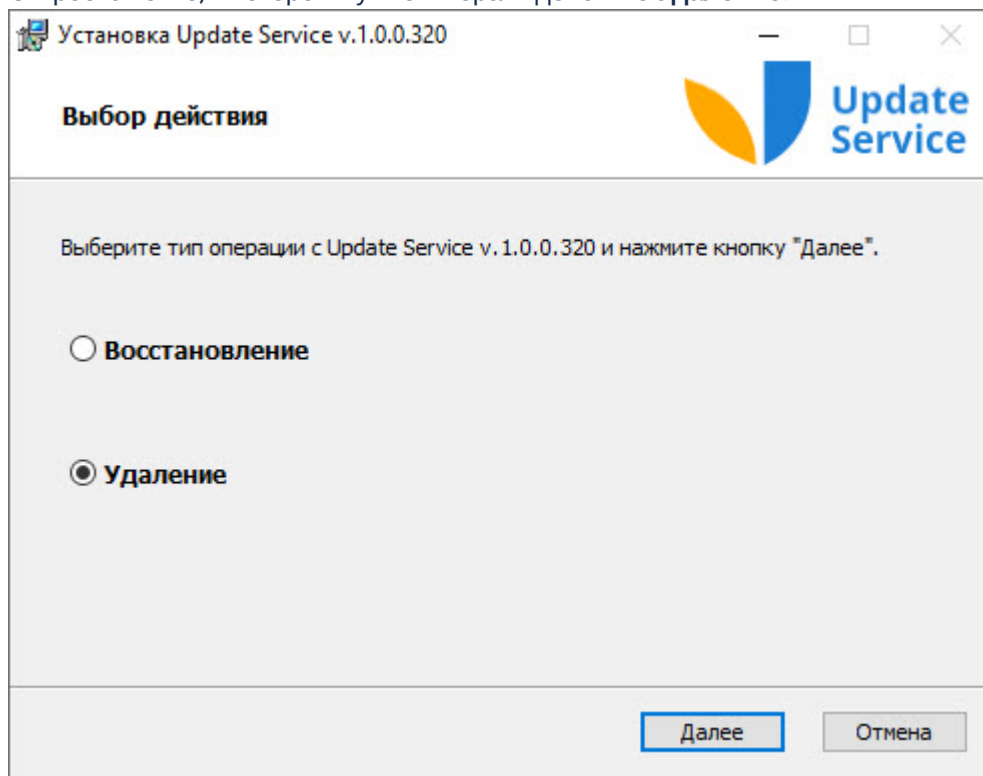 Установка Update Service v.1.0.0.320
Выбор действия
Update
Service
Выберите тип операции с Update Service v.1.0.0.320 и нажмите кнопку "Далее".
Восстановление
Удаление
Далее
Отмена